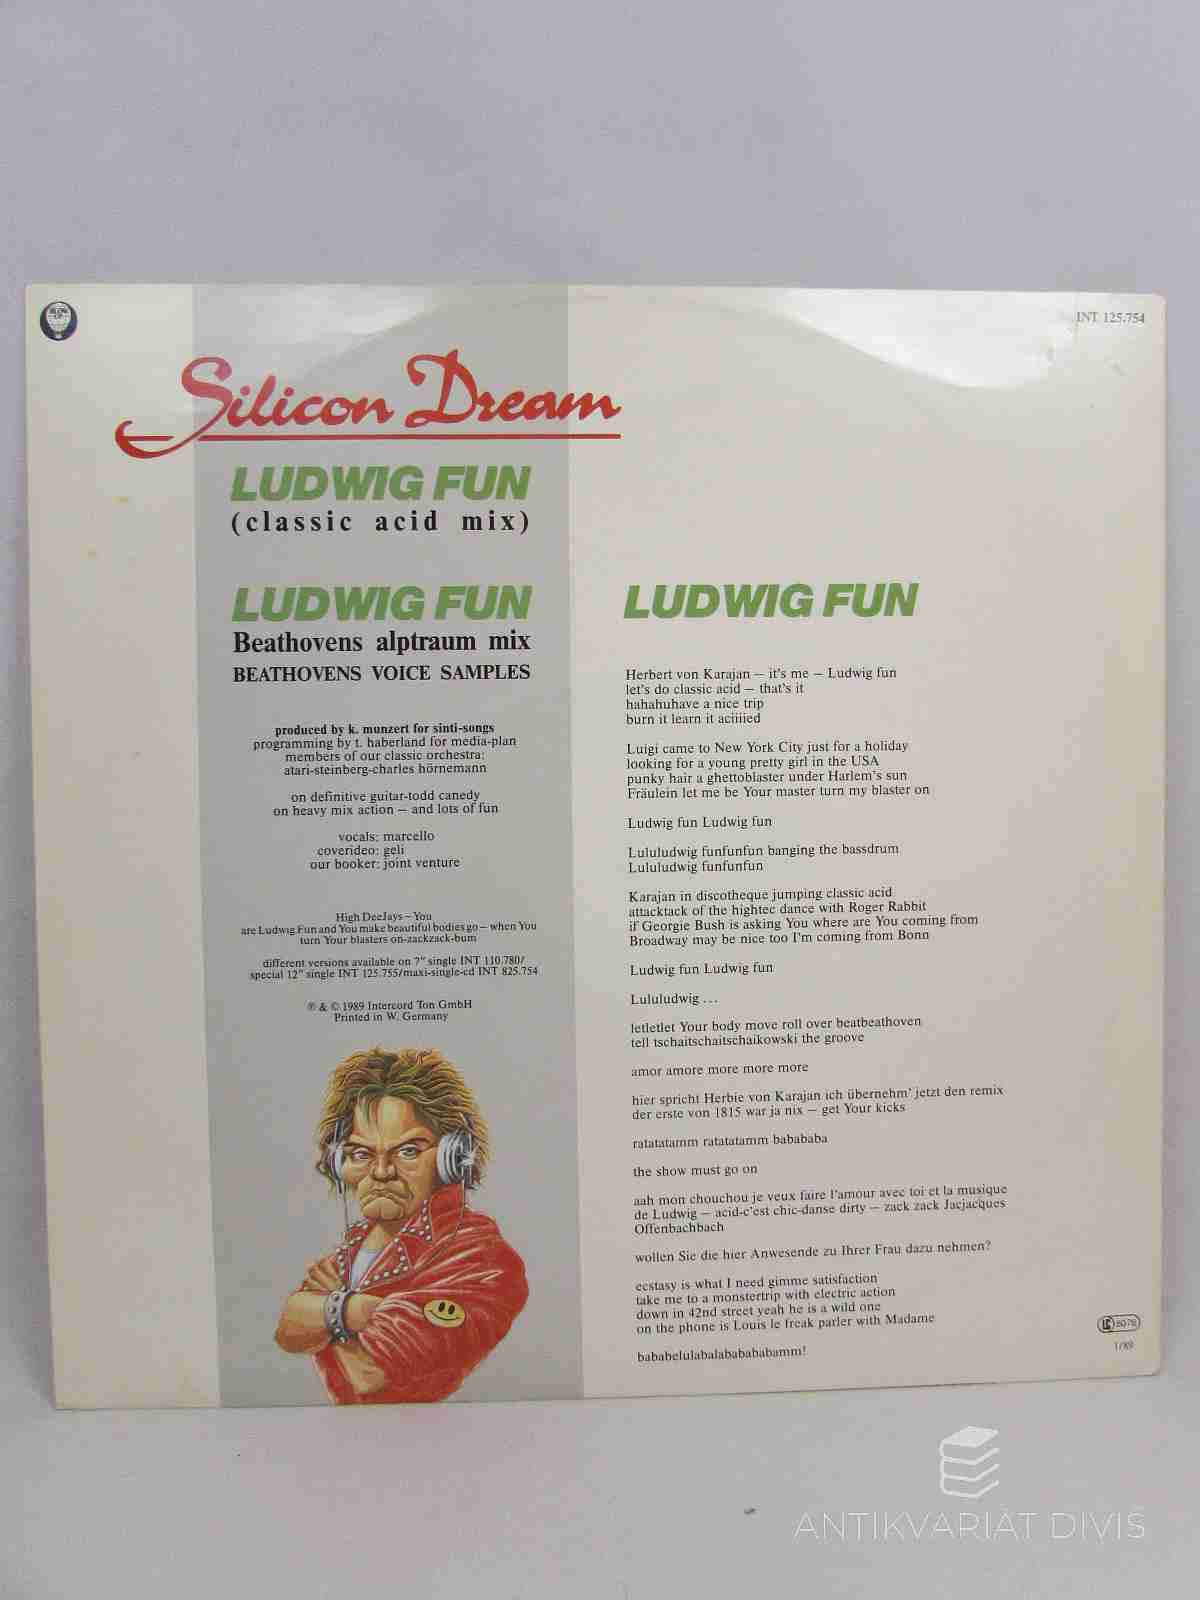 INT 125.754
Silicon Dream
LUDWIG FUN
(classic acid mix)
LUDWIG FUN
Beathovens alptraum mix
BEATHOVENS VOICE SAMPLES
produced by k. munzert for sinti-songs
programming by t. haberland for media-plan
members of our classic orchestra:
atari-steinberg-charles hörnemann
on definitive guitar-todd canedy
on heavy mix action – and lots of fun
vocals: marcello
coverideo: geli
our booker: joint venture
High DeeJays – You
are Ludwig Fun and You make beautiful bodies go – when You
turn Your blasters on-zackzack-bum
different versions available on 7" single INT 110.780/
special 12" single INT 125.755/maxi-single-cd INT 825.754
℗ & © 1989 Intercord Ton GmbH
Printed in W. Germany
LUDWIG FUN
Herbert von Karajan – it's me – Ludwig fun
let's do classic acid – that's it
hahahuhave a nice trip
burn it learn it aciiiied
Luigi came to New York City just for a holiday
looking for a young pretty girl in the USA
punky hair a ghettoblaster under Harlem's sun
Fräulein let me be Your master turn my blaster on
Ludwig fun Ludwig fun
Lululudwig funfunfun banging the bassdrum
Lululudwig funfunfun
Karajan in discotheque jumping classic acid
attacktack of the hightec dance with Roger Rabbit
if Georgie Bush is asking You where are You coming from
Broadway may be nice too I'm coming from Bonn
Ludwig fun Ludwig fun
Lululudwig ...
letletlet Your body move roll over beatbeathoven
tell tschaitschaitschaikowski the groove
amor amore more more more
hier spricht Herbie von Karajan ich übernehm' jetzt den remix
der erste von 1815 war ja nix – get Your kicks
ratatatamm ratatatamm babababa
the show must go on
aah mon chouchou je veux faire l'amour avec toi et la musique
de Ludwig – acid-c'est chic-danse dirty – zack zack Jacjacques
Offenbachbach
wollen Sie die hier Anwesende zu Ihrer Frau dazu nehmen?
ecstasy is what I need gimme satisfaction
take me to a monstertrip with electric action
down in 42nd street yeah he is a wild one
on the phone is Louis le freak parler with Madame
bababelulabalababababamm!
LC 8078
1/89
ANTIKVARIÁT DIVIŠ